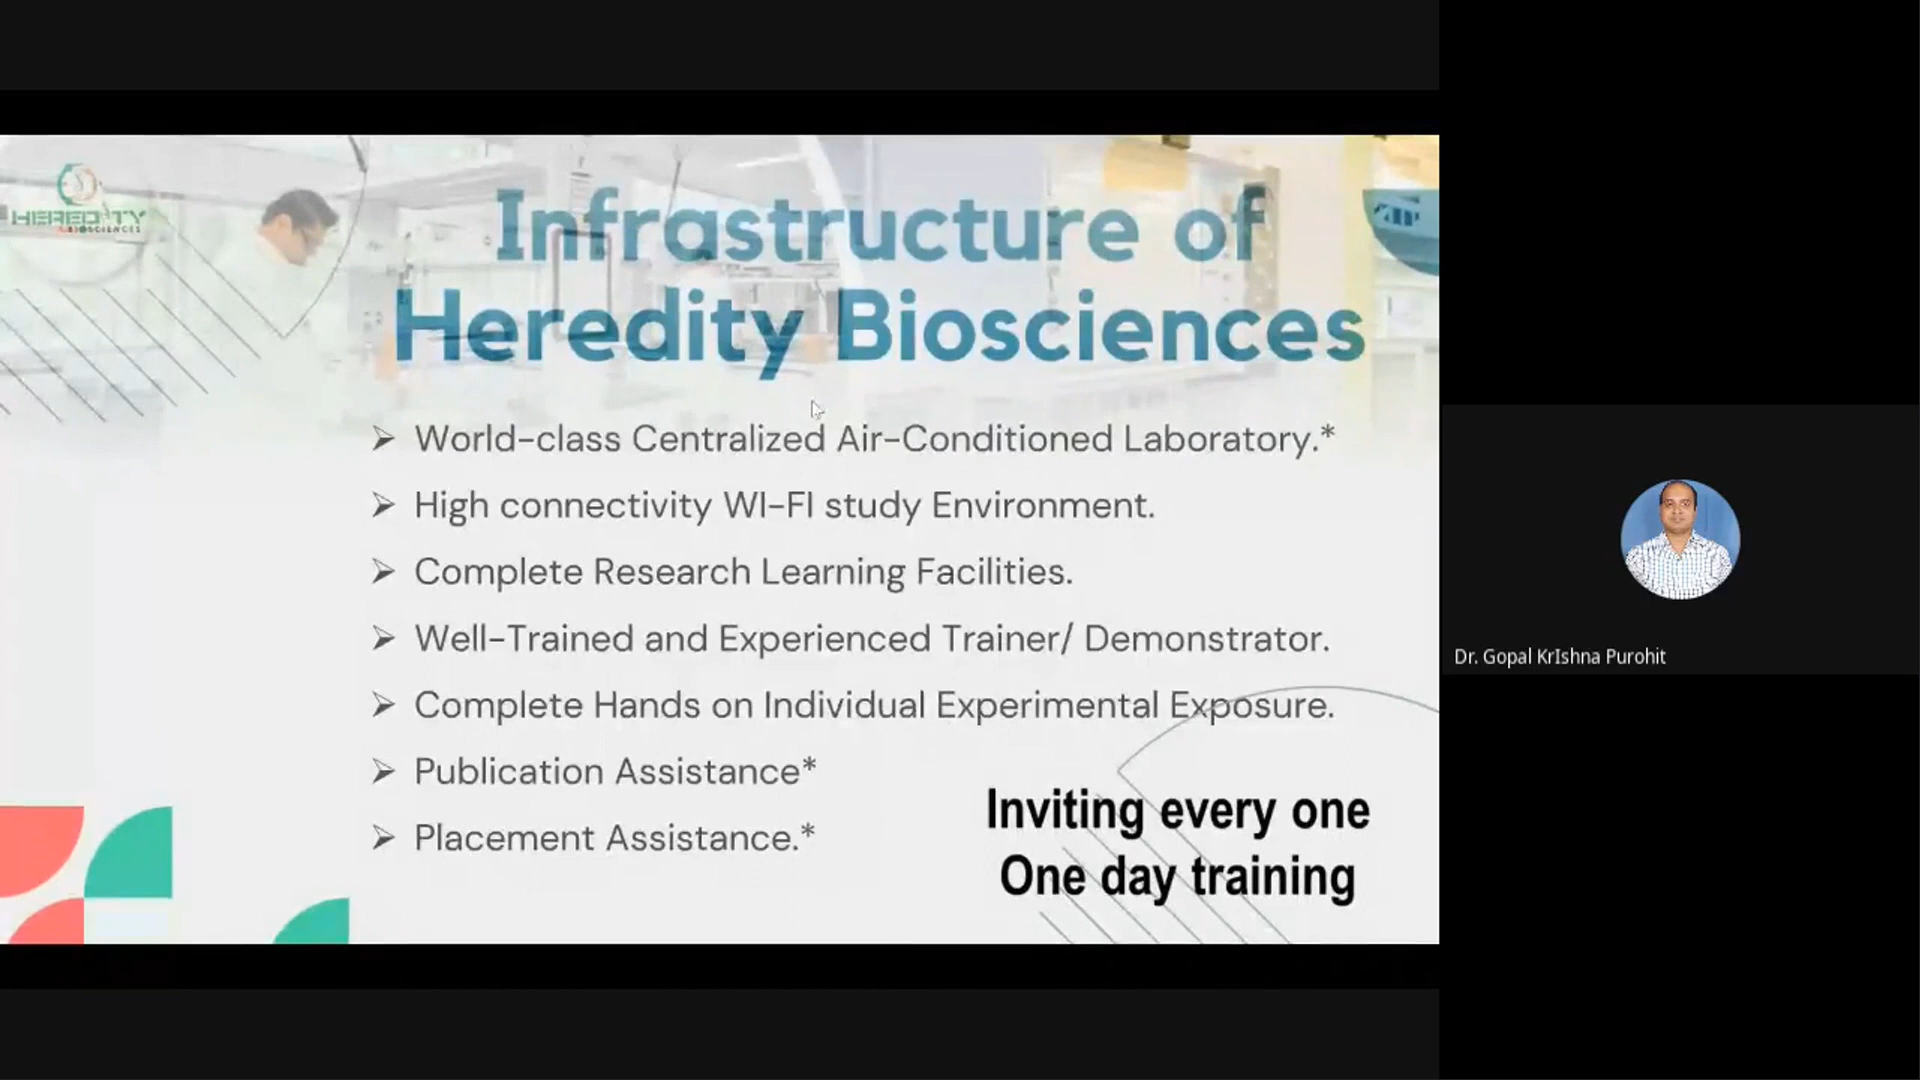 HEREDITY
BIOSCIENCES
Infrastructure of
Heredity Biosciences
➢ World-class Centralized Air-Conditioned Laboratory.*
➢ High connectivity WI-FI study Environment.
➢ Complete Research Learning Facilities.
➢ Well-Trained and Experienced Trainer/ Demonstrator.
➢ Complete Hands on Individual Experimental Exposure.
➢ Publication Assistance*
➢ Placement Assistance.*
Inviting every one
One day training
Dr. Gopal KrIshna Purohit